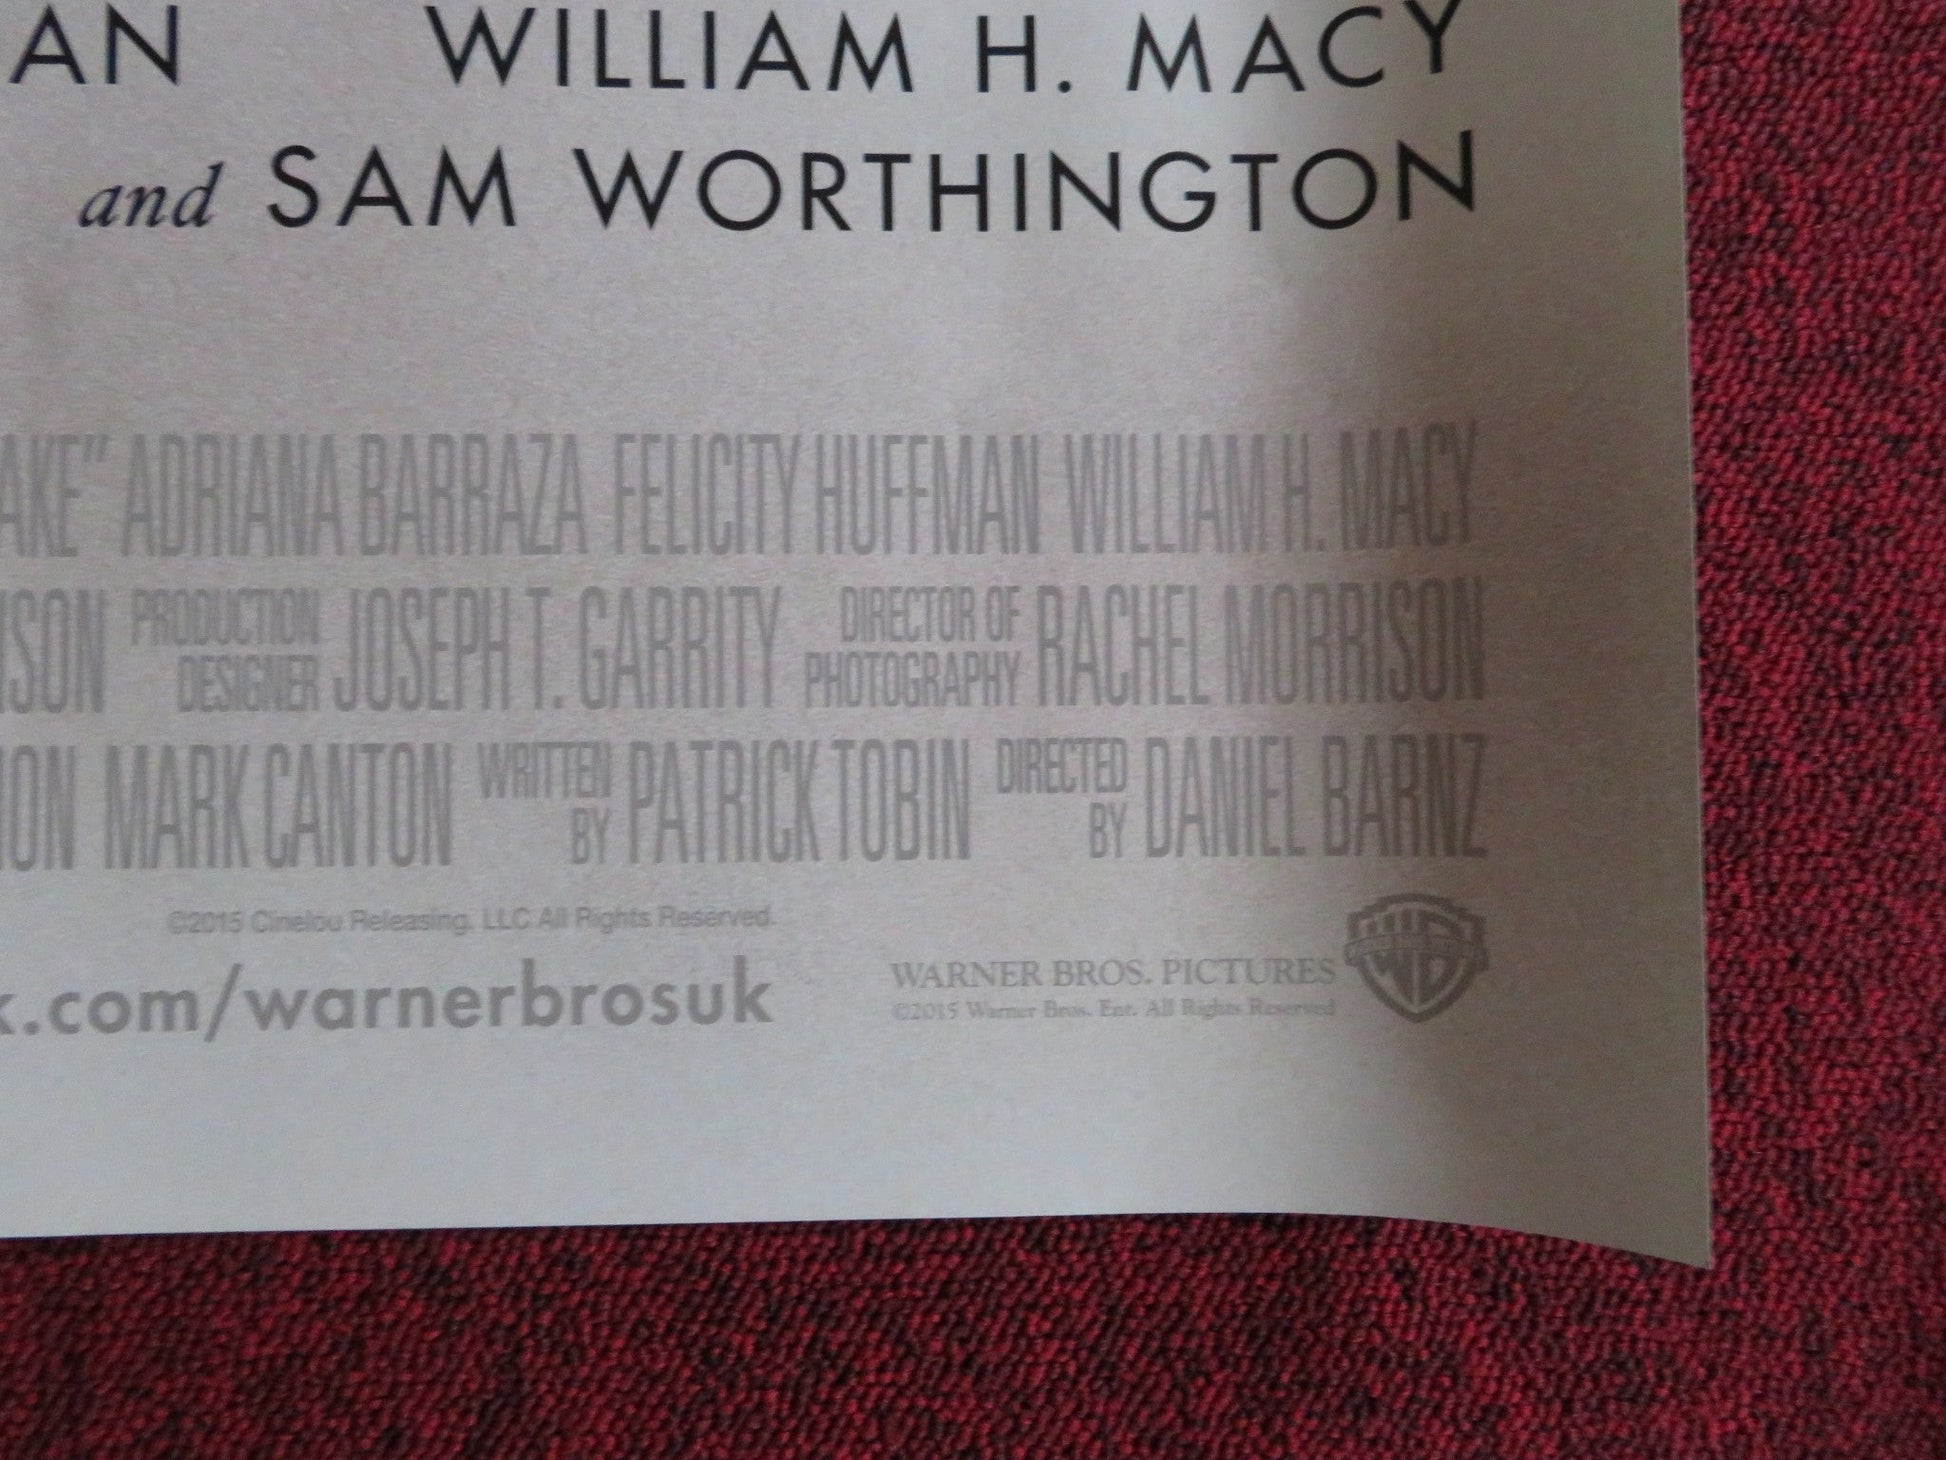 AN WILLIAM H. MACY
and SAM WORTHINGTON
AKE" ADRIANA BARRAZA FELICITY HUFFMAN WILLIAM H. MACY
ISON PRODUCTION DESIGNER JOSEPH T. GARRITY DIRECTOR OF PHOTOGRAPHY RACHEL MORRISON
ION MARK CANTON WRITTEN BY PATRICK TOBIN DIRECTED BY DANIEL BARNZ
©2015 Cinelou Releasing, LLC All Rights Reserved.
k.com/warnerbrosuk
WARNER BROS. PICTURES
©2015 Warner Bros. Ent. All Rights Reserved